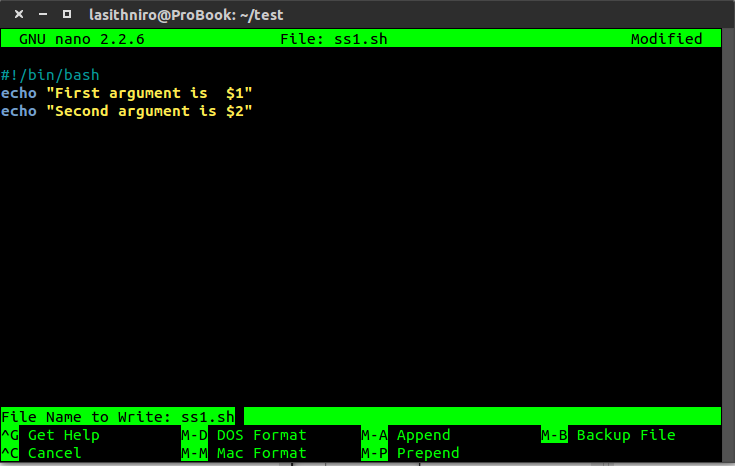 lasithniro@ProBook: ~/test
GNU nano 2.2.6 File: ss1.sh Modified
#!/bin/bash
echo "First argument is  $1"
echo "Second argument is $2"
File Name to Write: ss1.sh
^G Get Help M-D DOS Format M-A Append M-B Backup File
^C Cancel M-M Mac Format M-P Prepend